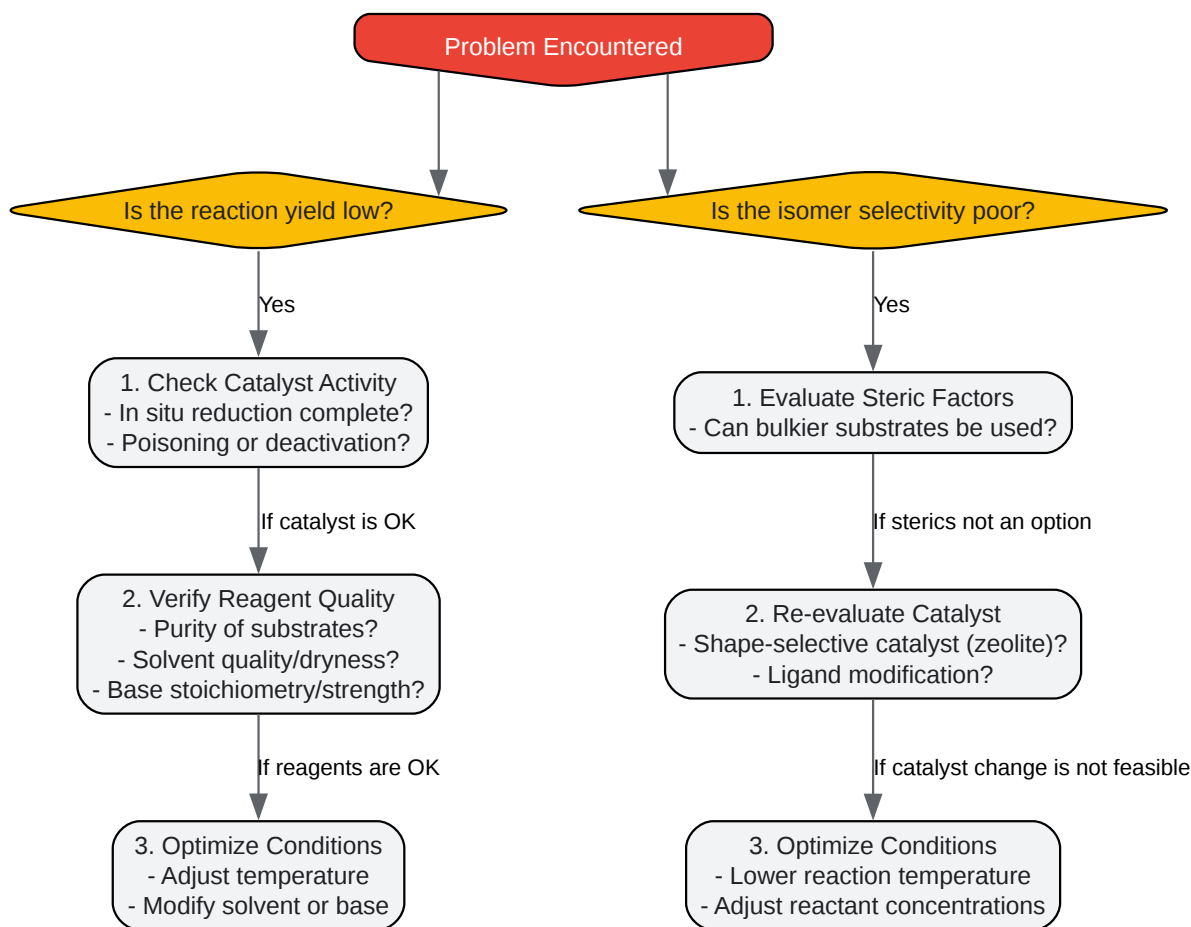 Problem Encountered
Is the reaction yield low?
Is the isomer selectivity poor?
Yes
Yes
1. Check Catalyst Activity
- In situ reduction complete?
- Poisoning or deactivation?
1. Evaluate Steric Factors
- Can bulkier substrates be used?
If catalyst is OK
If sterics not an option
2. Verify Reagent Quality
- Purity of substrates?
- Solvent quality/dryness?
- Base stoichiometry/strength?
2. Re-evaluate Catalyst
- Shape-selective catalyst (zeolite)?
- Ligand modification?
If reagents are OK
If catalyst change is not feasible
3. Optimize Conditions
- Adjust temperature
- Modify solvent or base
3. Optimize Conditions
- Lower reaction temperature
- Adjust reactant concentrations